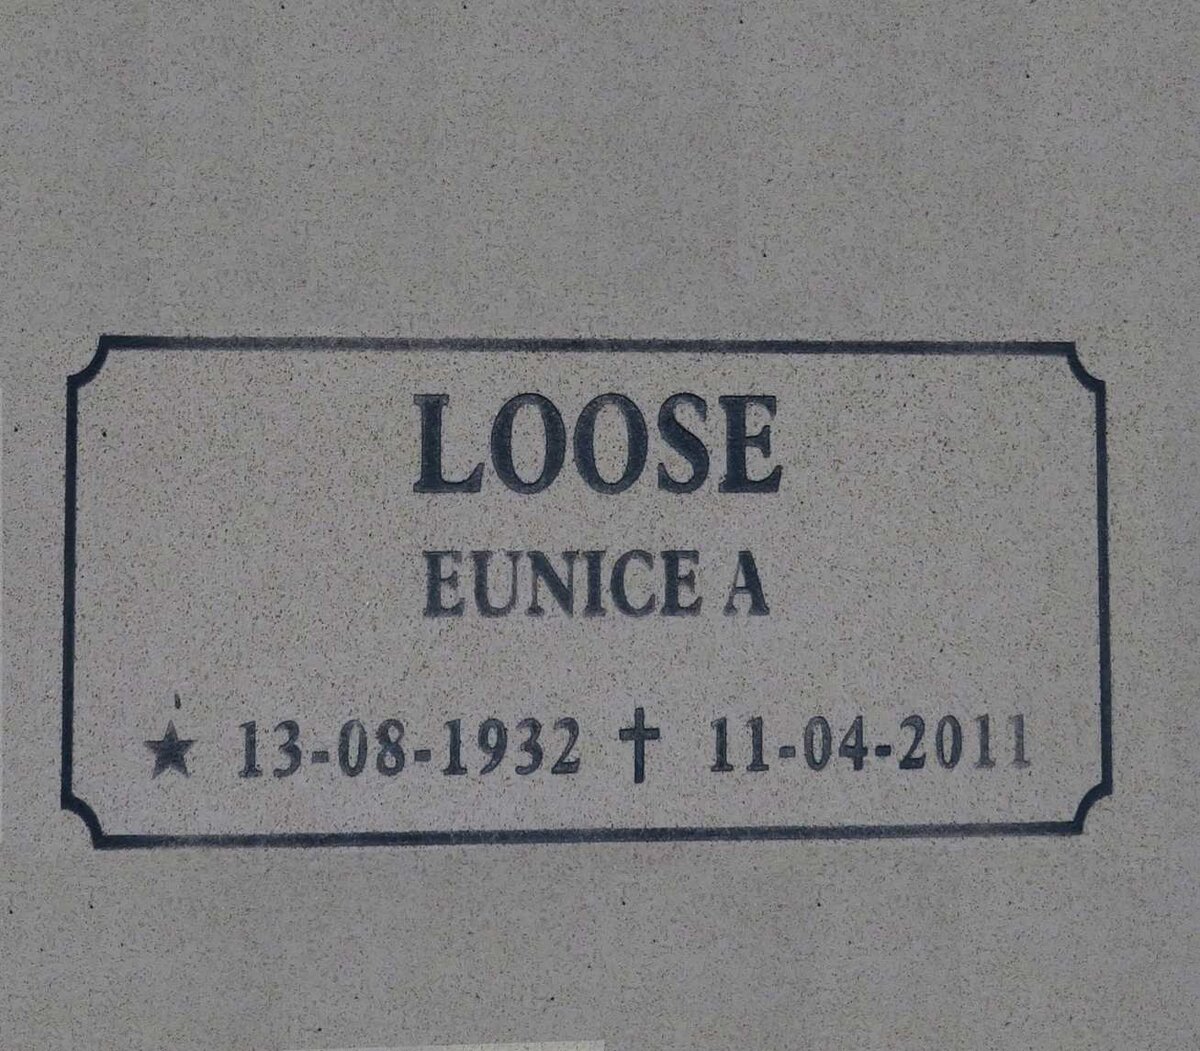 LOOSE
EUNICE A
★ 13-08-1932 ✝ 11-04-2011